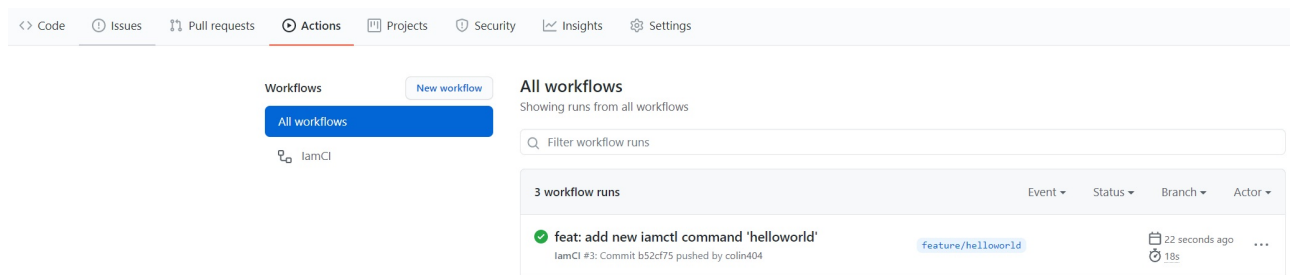 Code Issues Pull requests Actions Projects Security Insights Settings
Workflows New workflow
All workflows
IamCI
All workflows
Showing runs from all workflows
Filter workflow runs
3 workflow runs Event Status Branch Actor
feat: add new iamctl command 'helloworld'
IamCI #3: Commit b52cf75 pushed by colin404
feature/helloworld
22 seconds ago
18s